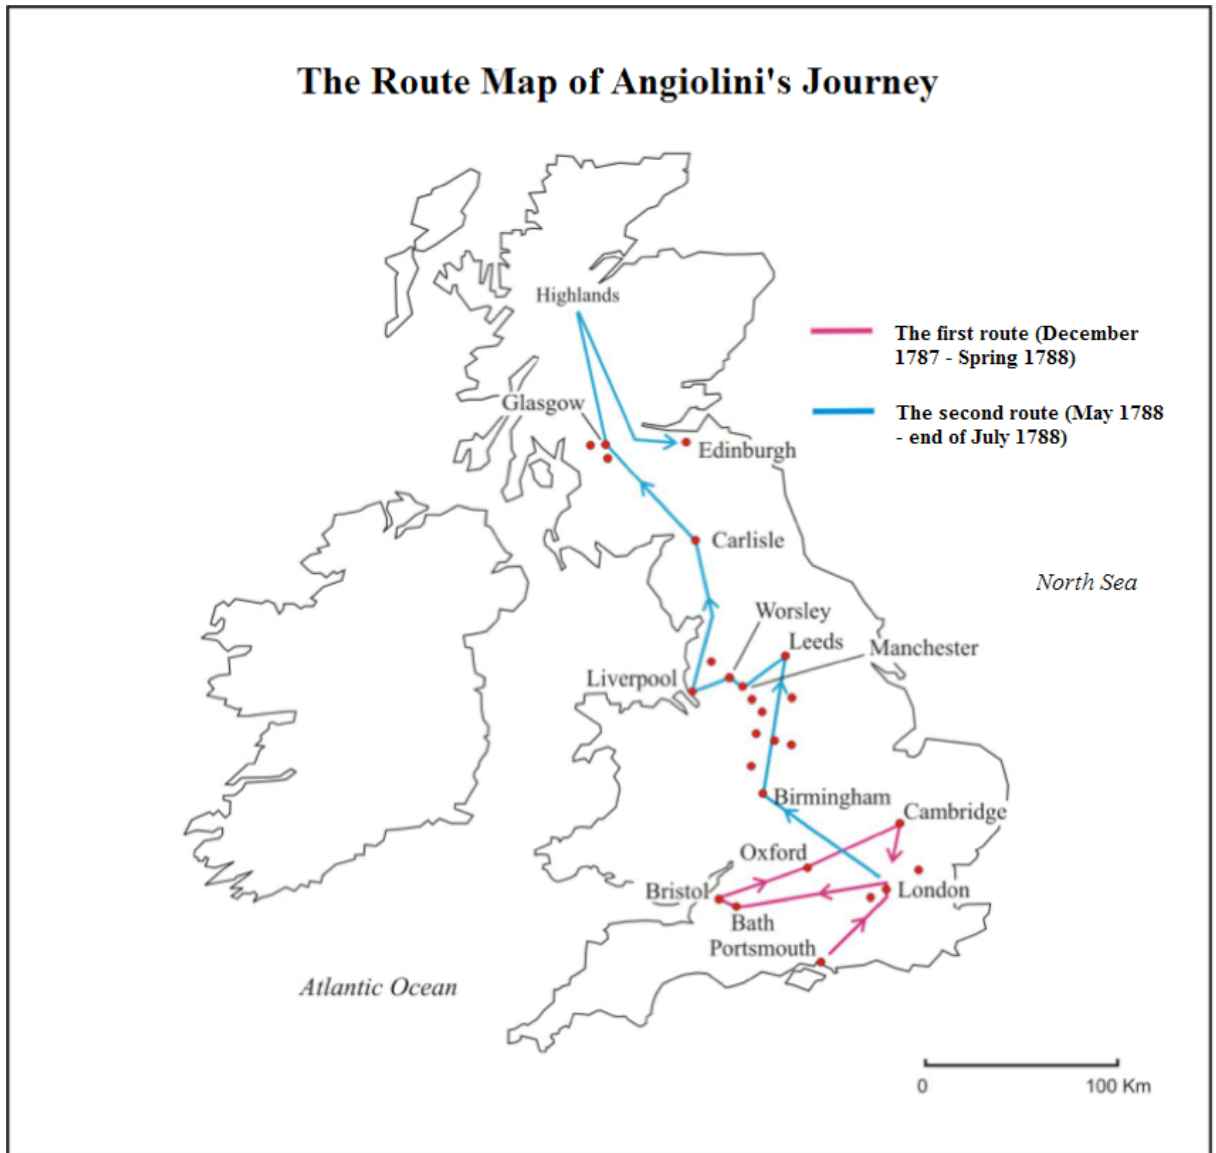 The Route Map of Angiolini's Journey
Highlands
The first route (December
1787 - Spring 1788)
Glasgow
The second route (May 1788
- end of July 1788)
Edinburgh
Carlisle
North Sea
Worsley
Leeds
Manchester
Liverpool
Birmingham
Cambridge
Oxford
Bristol
London
Bath
Portsmouth
Atlantic Ocean
0
100 Km